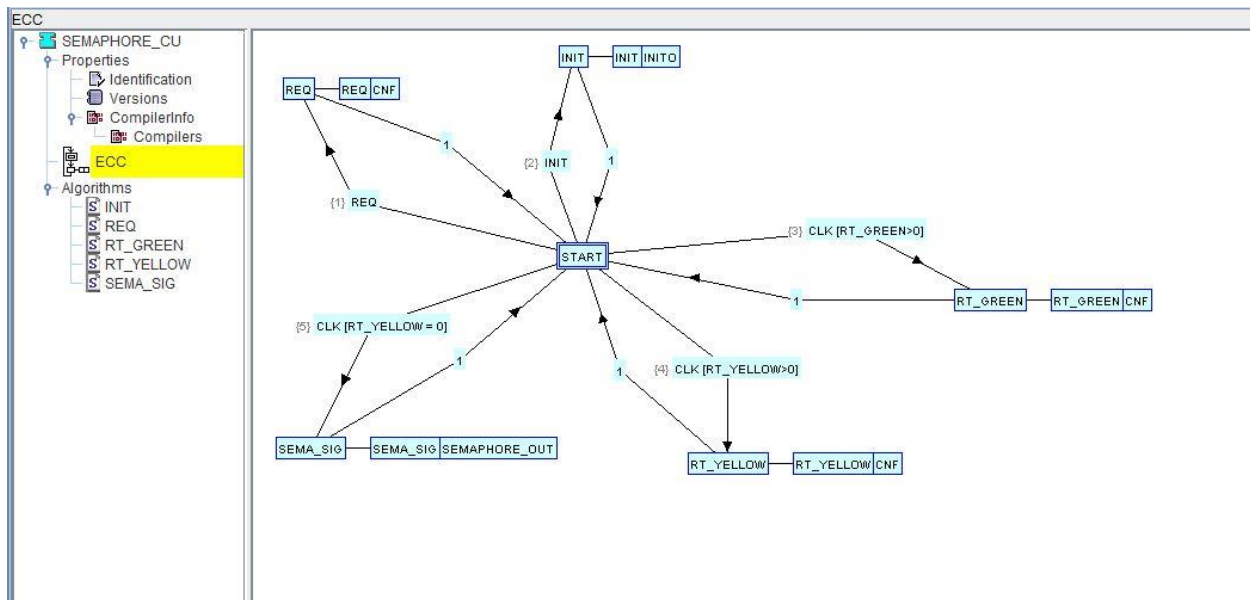 ECC
SEMAPHORE_CU
Properties
Identification
Versions
CompilerInfo
Compilers
ECC
Algorithms
INIT
REQ
RT_GREEN
RT_YELLOW
SEMA_SIG
INIT INIT INITO
REQ REQ CNF
1
{2} INIT
1
{1} REQ
{3} CLK [RT_GREEN>0]
START
1
RT_GREEN RT_GREEN CNF
{5} CLK [RT_YELLOW = 0]
1
1
{4} CLK [RT_YELLOW>0]
SEMA_SIG SEMA_SIG SEMAPHORE_OUT
RT_YELLOW RT_YELLOW CNF